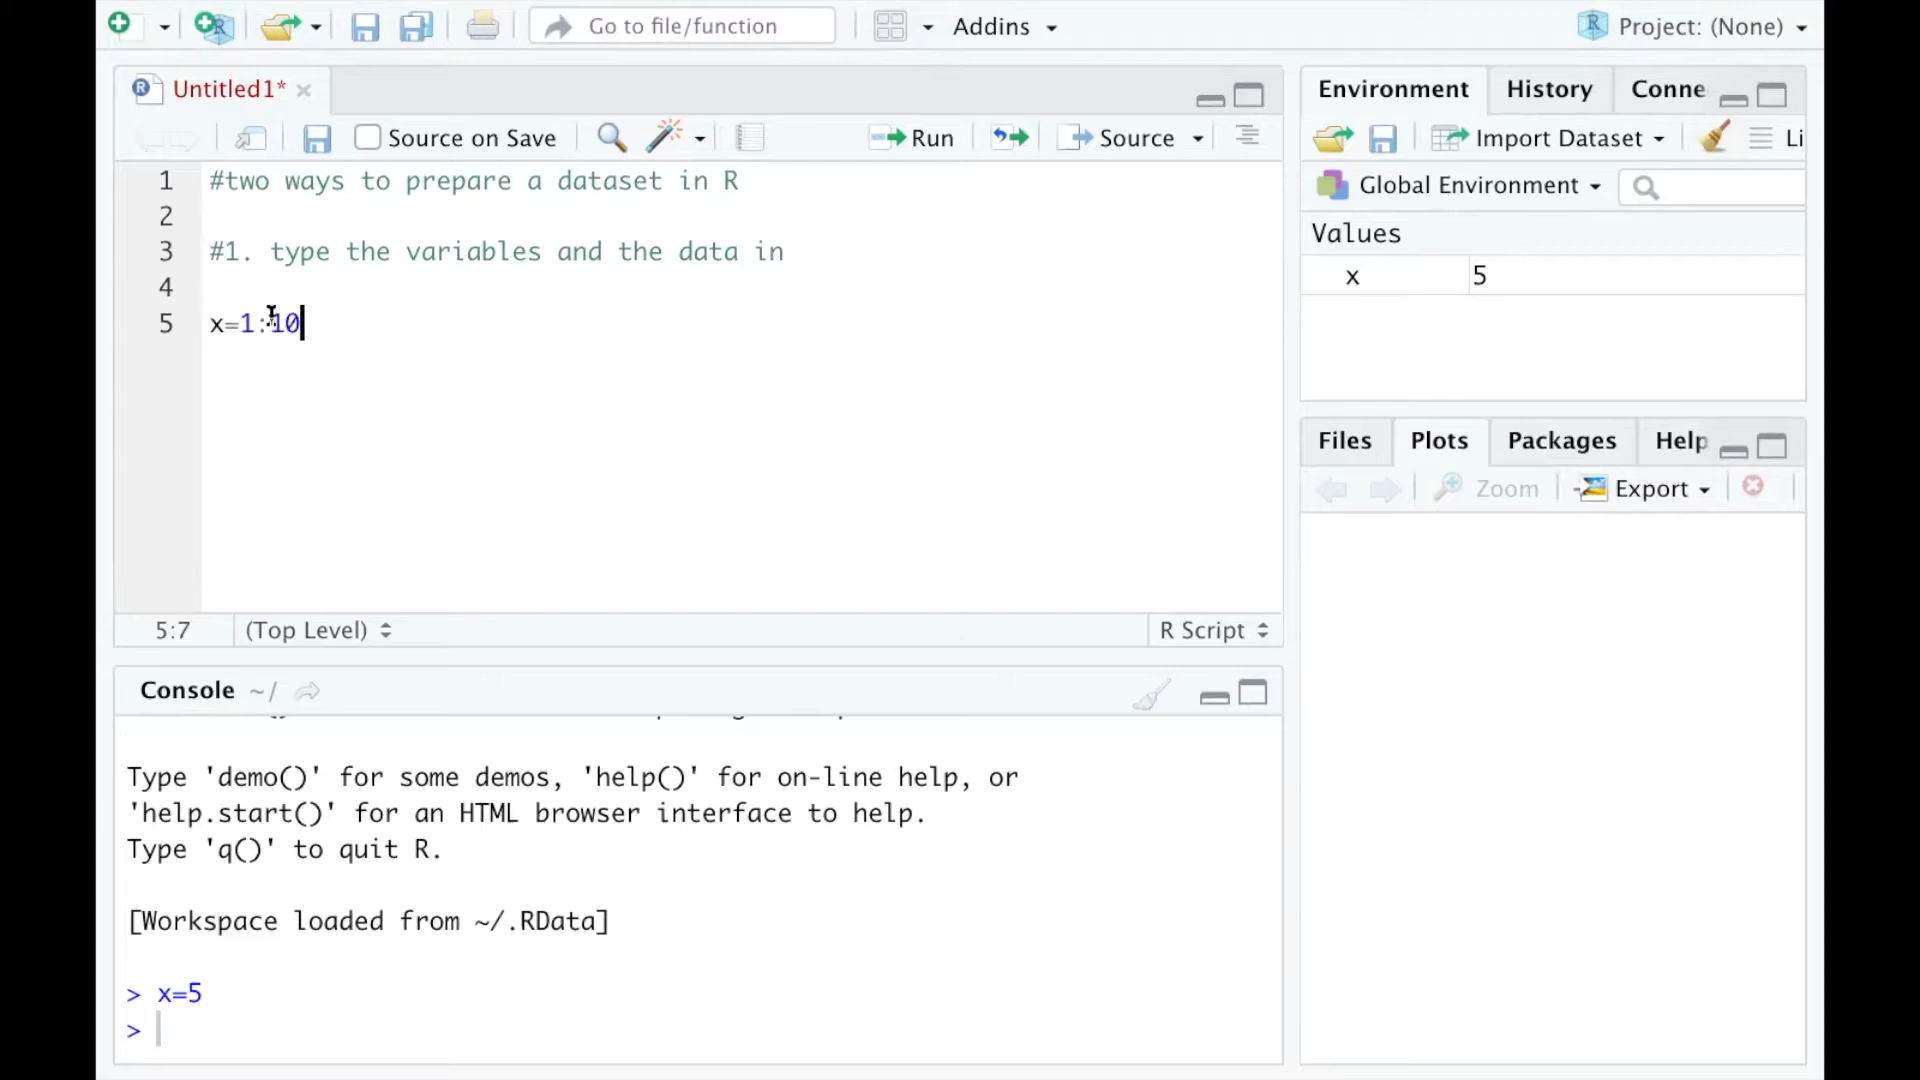 Go to file/function
Addins
Project: (None)
Untitled1*
Source on Save
Run
Source
1 #two ways to prepare a dataset in R
2
3 #1. type the variables and the data in
4
5 x=1:10
5:7
(Top Level)
R Script
Console ~/
Type 'demo()' for some demos, 'help()' for on-line help, or
'help.start()' for an HTML browser interface to help.
Type 'q()' to quit R.
[Workspace loaded from ~/.RData]
> x=5
>
Environment
History
Conne
Import Dataset
Li
Global Environment
Values
x 5
Files
Plots
Packages
Help
Zoom
Export